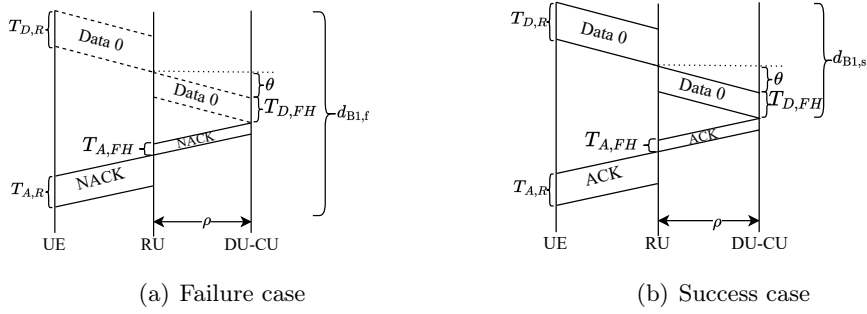 T_{D,R}
Data 0
Data 0
θ
T_{D,FH}
d_{B1,f}
T_{A,FH}
NACK
NACK
T_{A,R}
ρ
UE
RU
DU-CU
(a) Failure case
T_{D,R}
Data 0
Data 0
θ
T_{D,FH}
d_{B1,s}
T_{A,FH}
ACK
ACK
T_{A,R}
ρ
UE
RU
DU-CU
(b) Success case